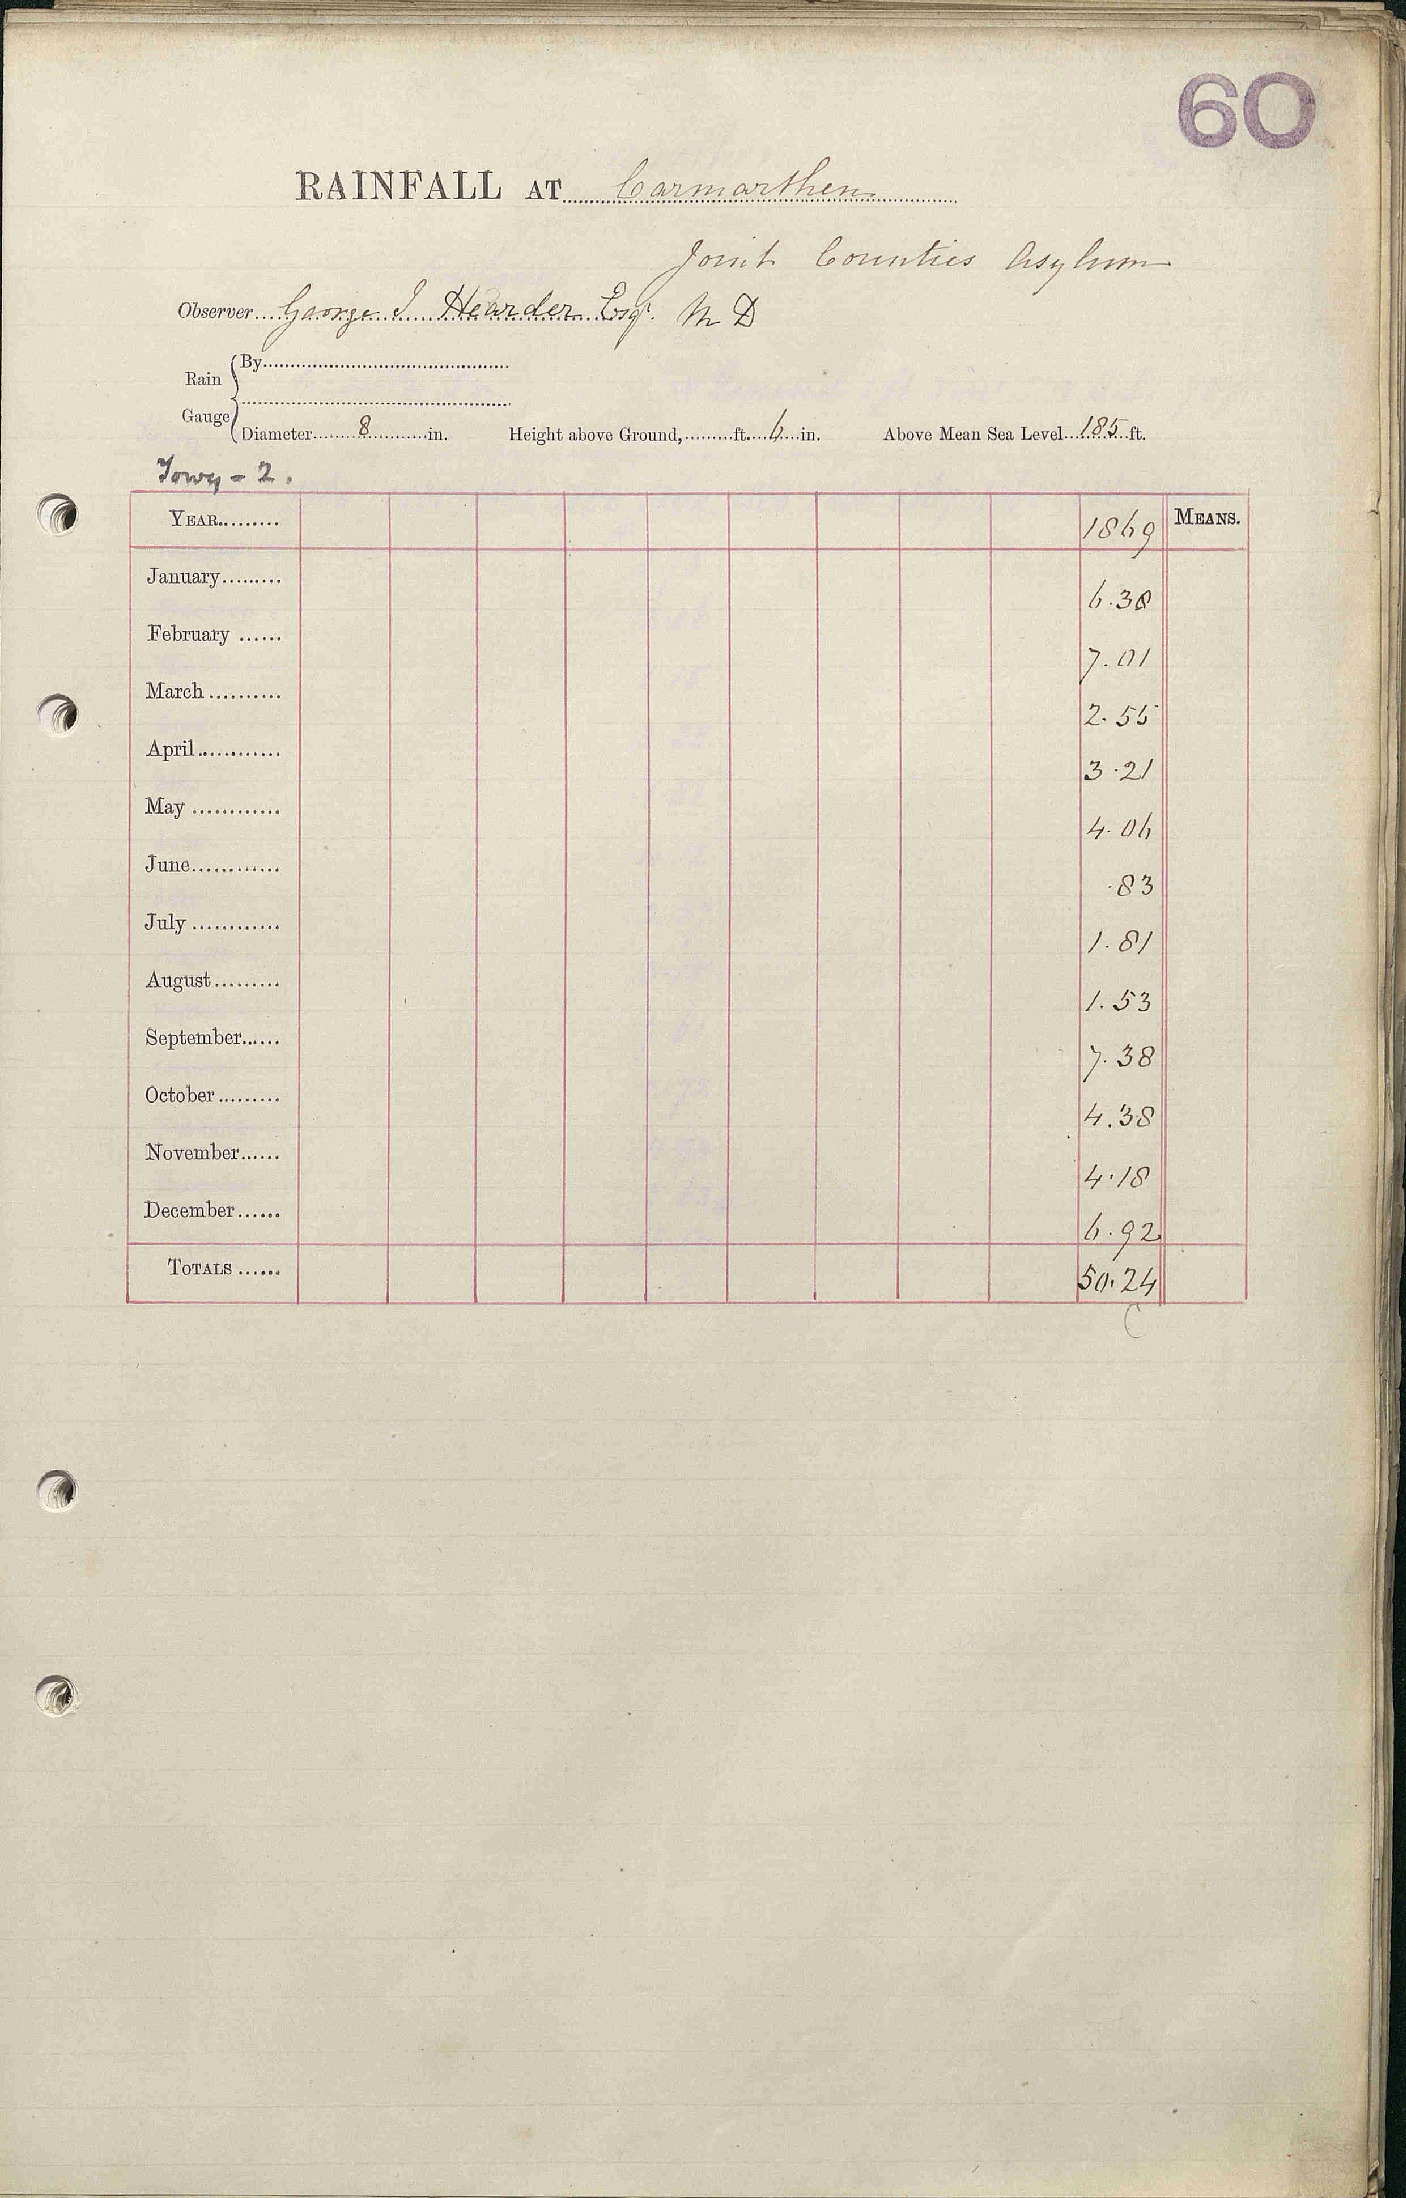 60
RAINFALL AT Carmarthen
Joint Counties Asylum
Observer George J. Hearder Esqr. M D
Rain Gauge By
Diameter 8 in. Height above Ground, ft. 6 in. Above Mean Sea Level 185 ft.
Towy - 2.
YEAR 1869 MEANS.
January 6.38
February 7.01
March 2.55
April 3.21
May 4.06
June .83
July 1.81
August 1.53
September 7.38
October 4.38
November 4.18
December 6.92
TOTALS 50.24
C